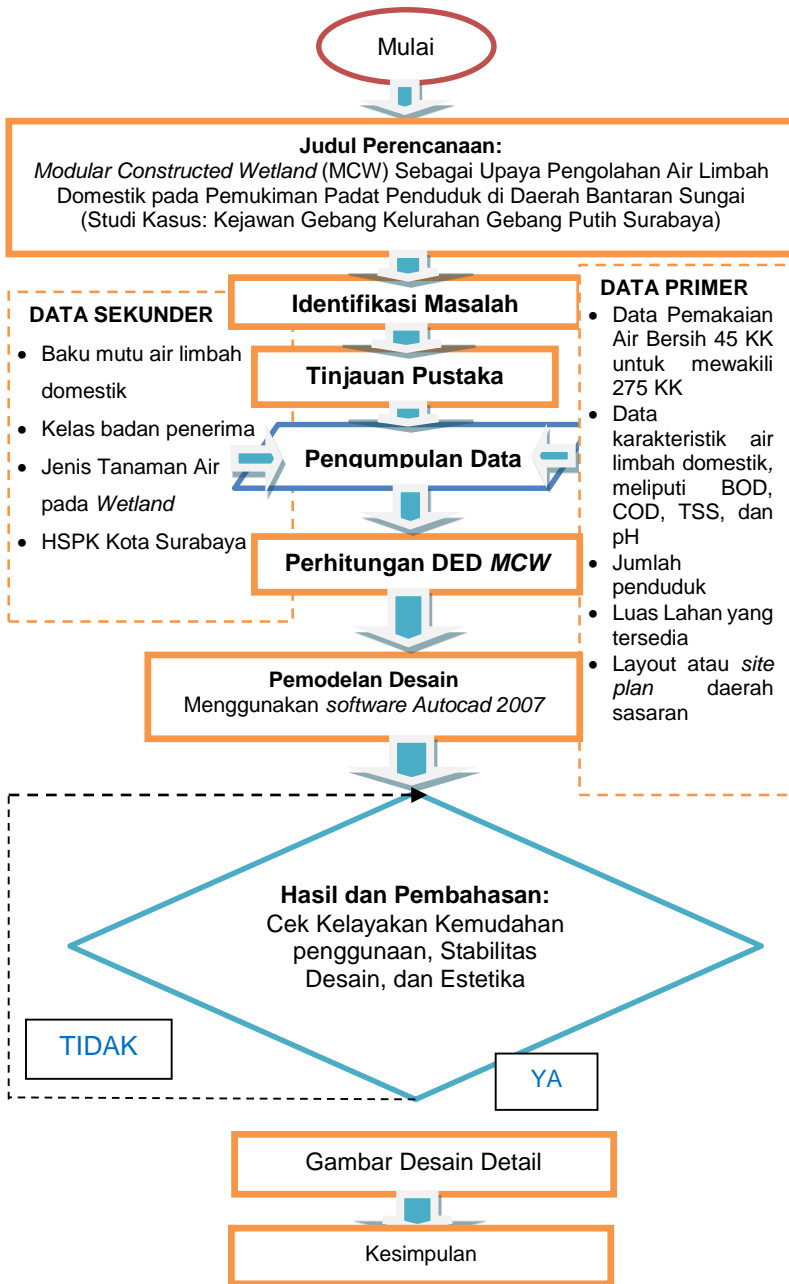 Mulai
Judul Perencanaan:
Modular Constructed Wetland (MCW) Sebagai Upaya Pengolahan Air Limbah
Domestik pada Pemukiman Padat Penduduk di Daerah Bantaran Sungai
(Studi Kasus: Kejawan Gebang Kelurahan Gebang Putih Surabaya)
Identifikasi Masalah
DATA SEKUNDER
• Baku mutu air limbah
domestik
• Kelas badan penerima
• Jenis Tanaman Air
pada Wetland
• HSPK Kota Surabaya
Tinjauan Pustaka
Pengumpulan Data
DATA PRIMER
• Data Pemakaian
Air Bersih 45 KK
untuk mewakili
275 KK
• Data
karakteristik air
limbah domestik,
meliputi BOD,
COD, TSS, dan
pH
• Jumlah
penduduk
• Luas Lahan yang
tersedia
• Layout atau site
plan daerah
sasaran
Perhitungan DED MCW
Pemodelan Desain
Menggunakan software Autocad 2007
Hasil dan Pembahasan:
Cek Kelayakan Kemudahan
penggunaan, Stabilitas
Desain, dan Estetika
TIDAK
YA
Gambar Desain Detail
Kesimpulan